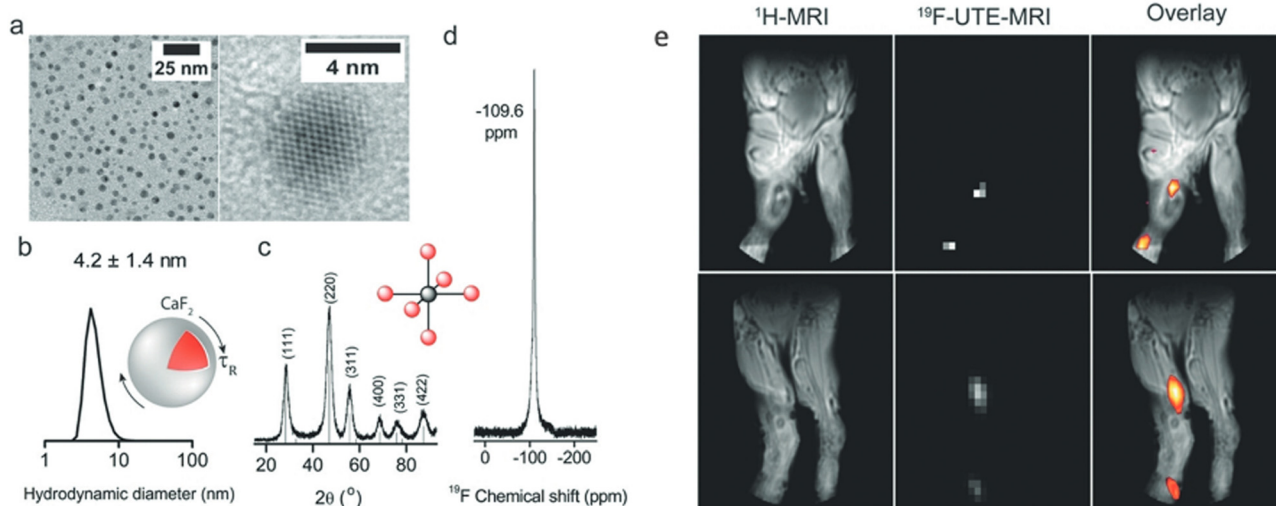 a
25 nm
4 nm
d
-109.6
ppm
b
4.2 ± 1.4 nm
CaF₂
τR
1 10 100
Hydrodynamic diameter (nm)
c
(111)
(220)
(311)
(400)
(331)
(422)
20 40 60 80
2θ (°)
0 -100 -200
¹⁹F Chemical shift (ppm)
e
¹H-MRI ¹⁹F-UTE-MRI Overlay